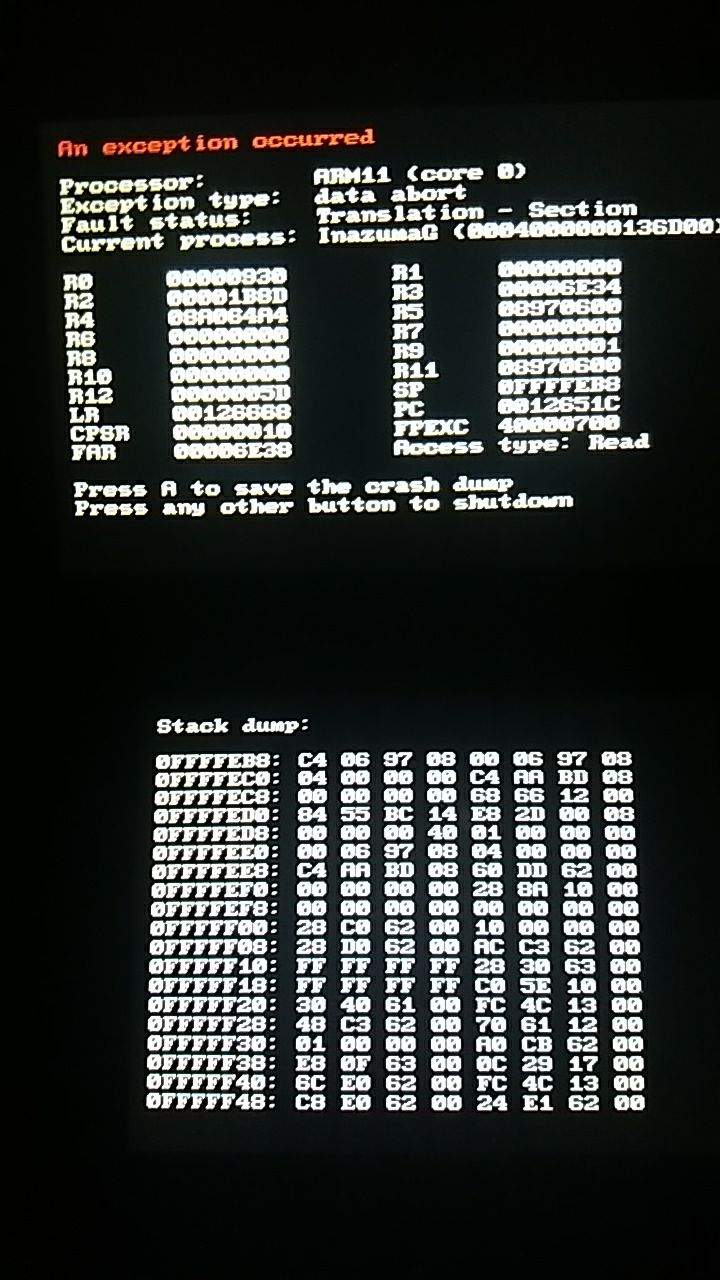 An exception occurred
Processor: ARM11 (core 0)
Exception type: data abort
Fault status: Translation - Section
Current process: InazumaG (0004000000136D00)
R0 00000930 R1 00000000
R2 00001B8D R3 00006E34
R4 08A064A4 R5 08970600
R6 00000000 R7 00000000
R8 00000000 R9 00000001
R10 00000000 R11 08970600
R12 0000005D SP 0FFFFEB8
LR 00126668 PC 0012651C
CPSR 00000010 FPEXC 40000700
FAR 00006E38 Access type: Read
Press A to save the crash dump
Press any other button to shutdown
Stack dump:
0FFFFEB8: C4 06 97 08 00 06 97 08
0FFFFEC0: 04 00 00 00 C4 AA BD 08
0FFFFEC8: 00 00 00 00 68 66 12 00
0FFFFED0: 84 55 BC 14 E8 2D 00 08
0FFFFED8: 00 00 00 40 01 00 00 00
0FFFFEE0: 00 06 97 08 04 00 00 00
0FFFFEE8: C4 AA BD 08 60 DD 62 00
0FFFFEF0: 00 00 00 00 28 8A 10 00
0FFFFEF8: 00 00 00 00 00 00 00 00
0FFFFF00: 28 C0 62 00 10 00 00 00
0FFFFF08: 28 D0 62 00 AC C3 62 00
0FFFFF10: FF FF FF FF 28 30 63 00
0FFFFF18: FF FF FF FF C0 5E 10 00
0FFFFF20: 30 40 61 00 FC 4C 13 00
0FFFFF28: 48 C3 62 00 70 61 12 00
0FFFFF30: 01 00 00 00 A0 CB 62 00
0FFFFF38: E8 0F 63 00 0C 29 17 00
0FFFFF40: 6C E0 62 00 FC 4C 13 00
0FFFFF48: C8 E0 62 00 24 E1 62 00